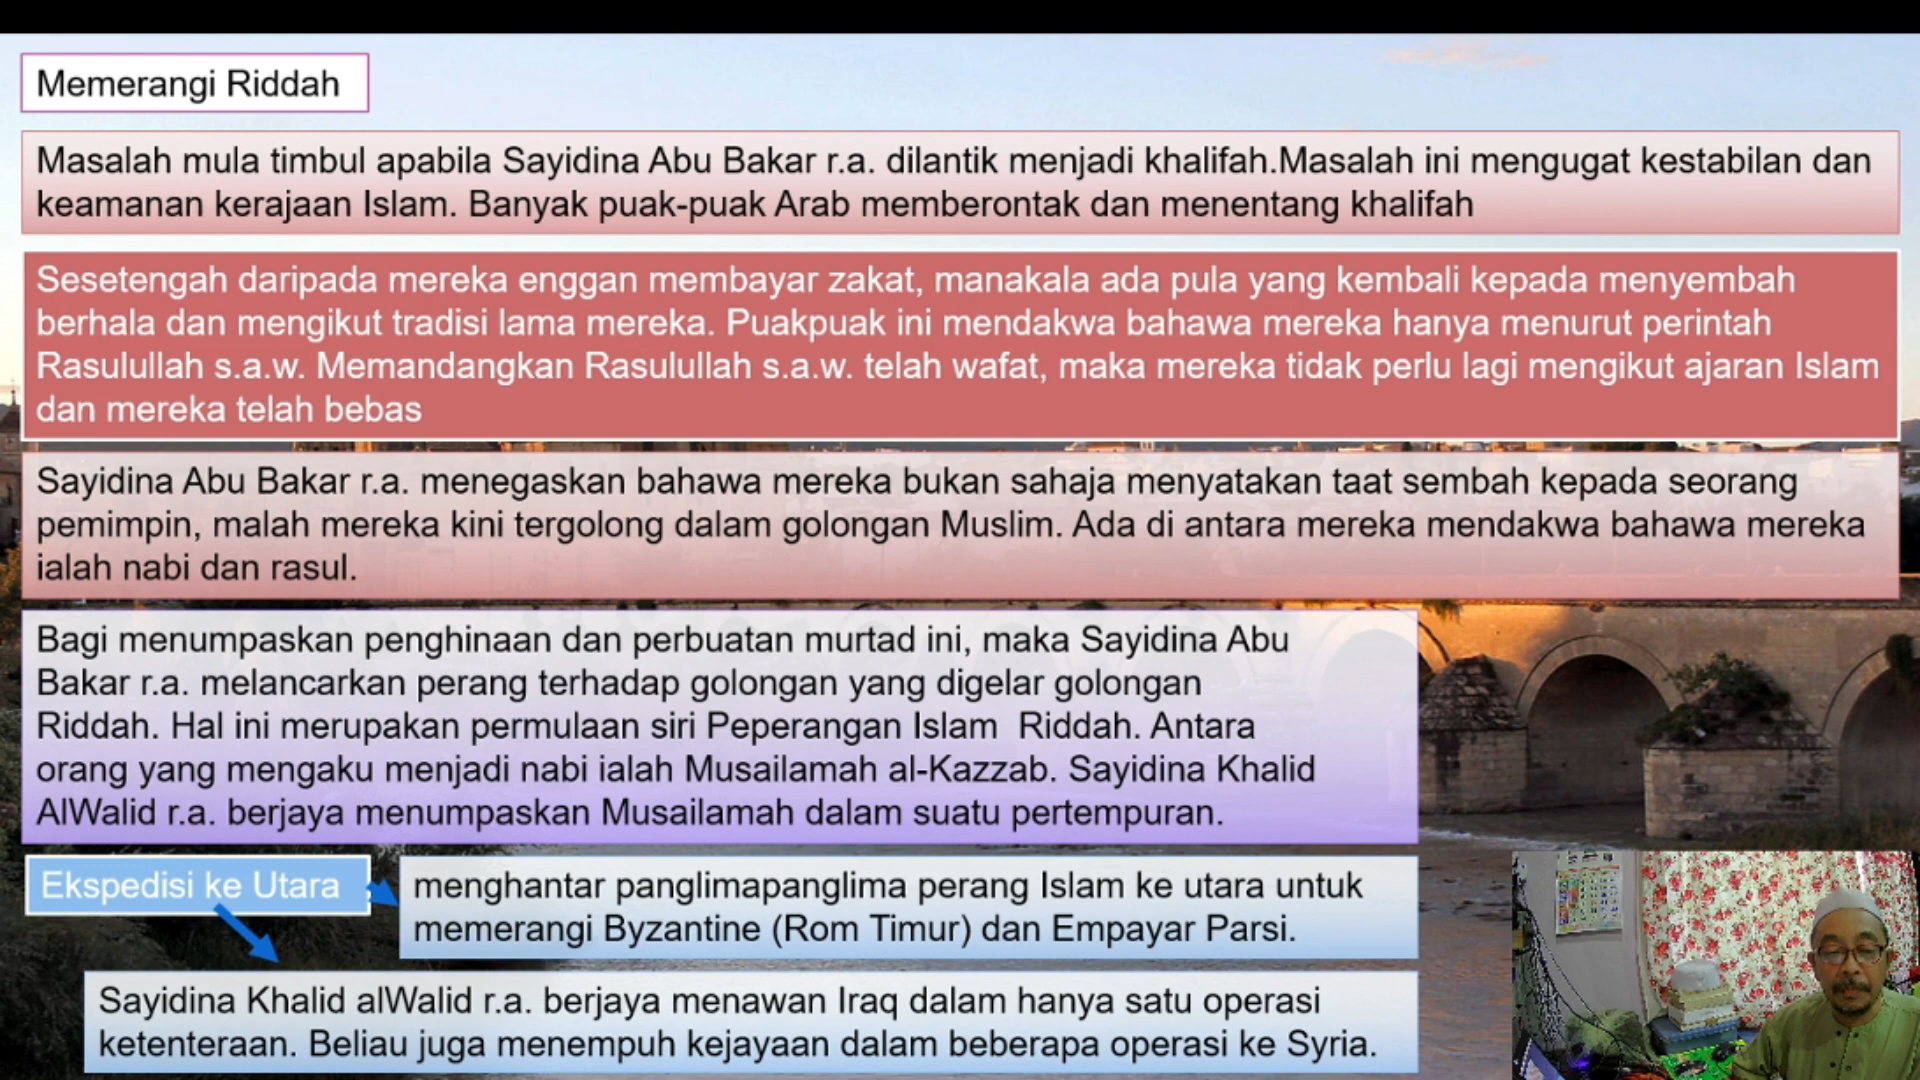 Memerangi Riddah
Masalah mula timbul apabila Sayidina Abu Bakar r.a. dilantik menjadi khalifah.Masalah ini mengugat kestabilan dan
keamanan kerajaan Islam. Banyak puak-puak Arab memberontak dan menentang khalifah
Sesetengah daripada mereka enggan membayar zakat, manakala ada pula yang kembali kepada menyembah
berhala dan mengikut tradisi lama mereka. Puakpuak ini mendakwa bahawa mereka hanya menurut perintah
Rasulullah s.a.w. Memandangkan Rasulullah s.a.w. telah wafat, maka mereka tidak perlu lagi mengikut ajaran Islam
dan mereka telah bebas
Sayidina Abu Bakar r.a. menegaskan bahawa mereka bukan sahaja menyatakan taat sembah kepada seorang
pemimpin, malah mereka kini tergolong dalam golongan Muslim. Ada di antara mereka mendakwa bahawa mereka
ialah nabi dan rasul.
Bagi menumpaskan penghinaan dan perbuatan murtad ini, maka Sayidina Abu
Bakar r.a. melancarkan perang terhadap golongan yang digelar golongan
Riddah. Hal ini merupakan permulaan siri Peperangan Islam  Riddah. Antara
orang yang mengaku menjadi nabi ialah Musailamah al-Kazzab. Sayidina Khalid
AlWalid r.a. berjaya menumpaskan Musailamah dalam suatu pertempuran.
Ekspedisi ke Utara
menghantar panglimapanglima perang Islam ke utara untuk
memerangi Byzantine (Rom Timur) dan Empayar Parsi.
Sayidina Khalid alWalid r.a. berjaya menawan Iraq dalam hanya satu operasi
ketenteraan. Beliau juga menempuh kejayaan dalam beberapa operasi ke Syria.